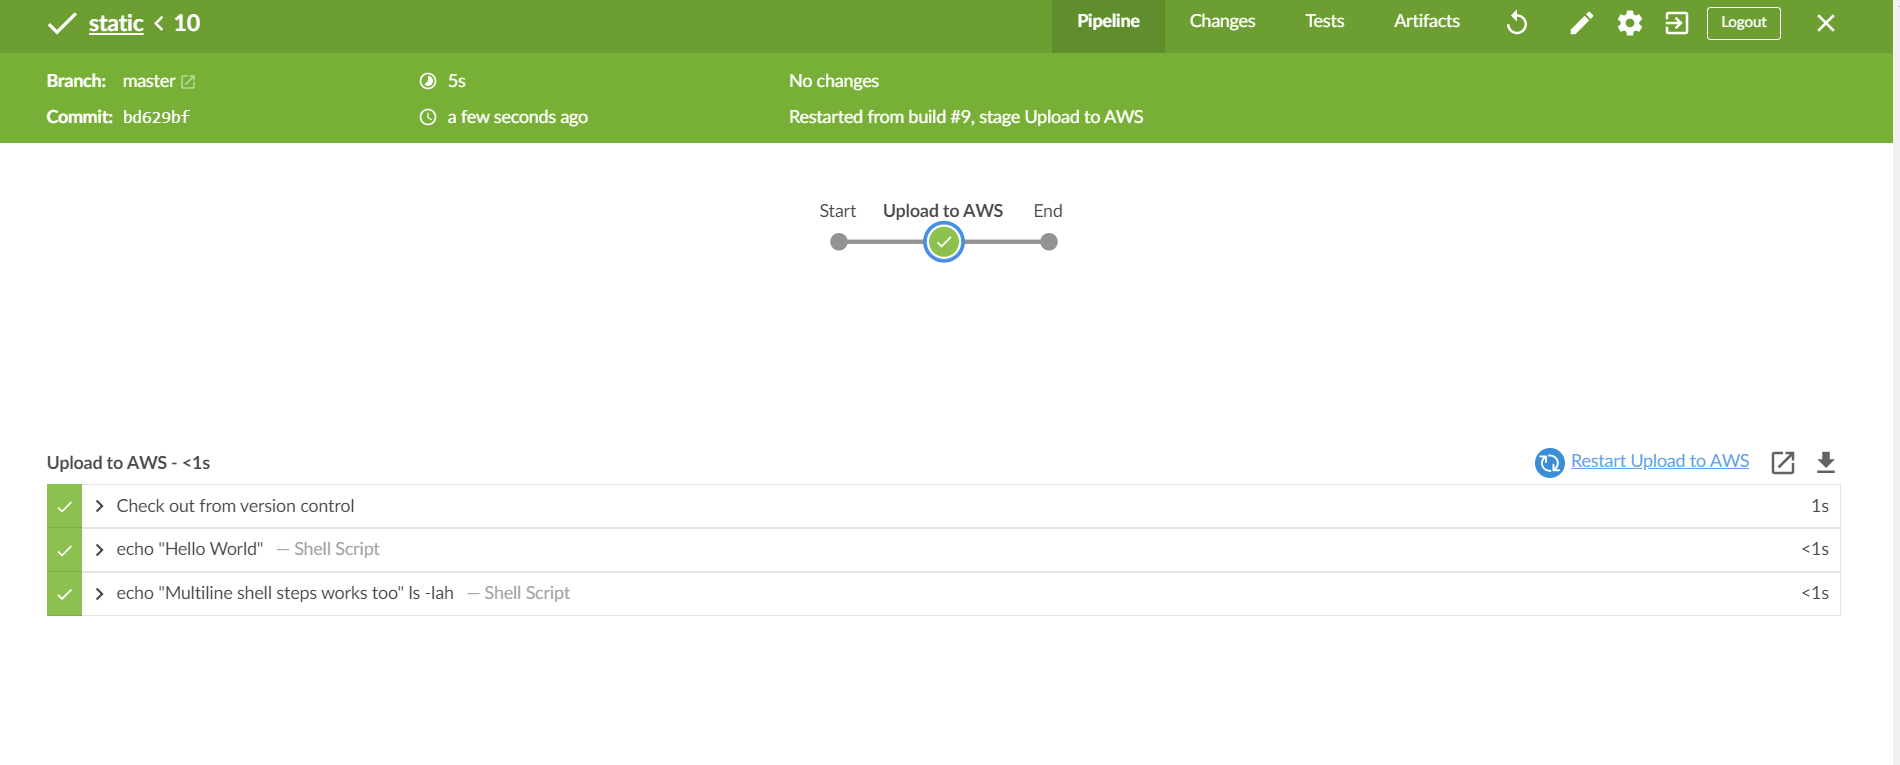 static < 10
Pipeline Changes Tests Artifacts Logout
Branch: master 5s No changes
Commit: bd629bf a few seconds ago Restarted from build #9, stage Upload to AWS
Start Upload to AWS End
Upload to AWS - <1s Restart Upload to AWS
Check out from version control 1s
echo "Hello World" — Shell Script <1s
echo "Multiline shell steps works too" ls -lah — Shell Script <1s